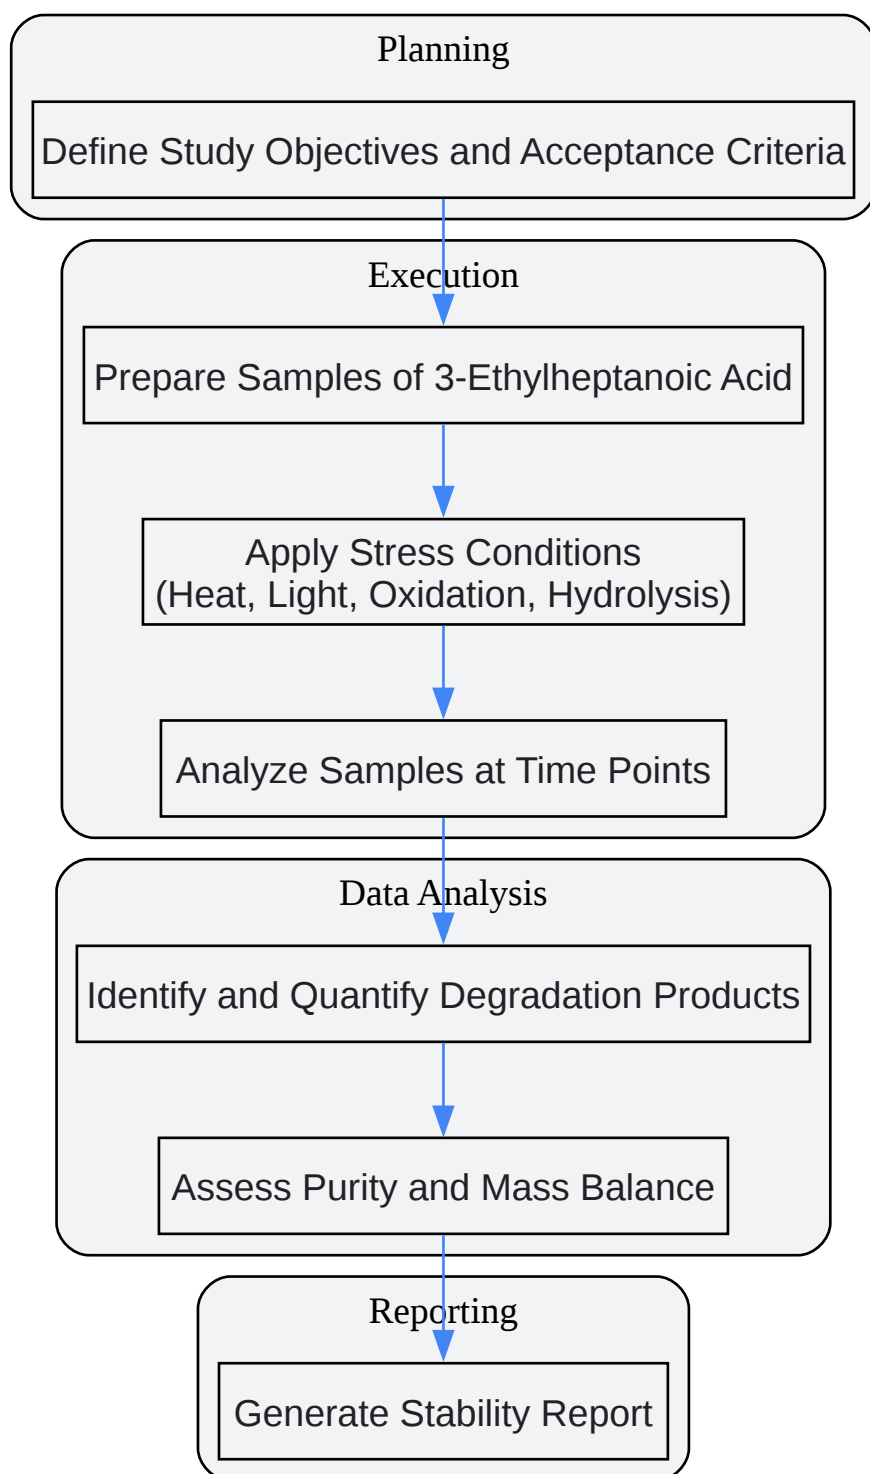 Planning
Define Study Objectives and Acceptance Criteria
Execution
Prepare Samples of 3-Ethylheptanoic Acid
Apply Stress Conditions
(Heat, Light, Oxidation, Hydrolysis)
Analyze Samples at Time Points
Data Analysis
Identify and Quantify Degradation Products
Assess Purity and Mass Balance
Reporting
Generate Stability Report